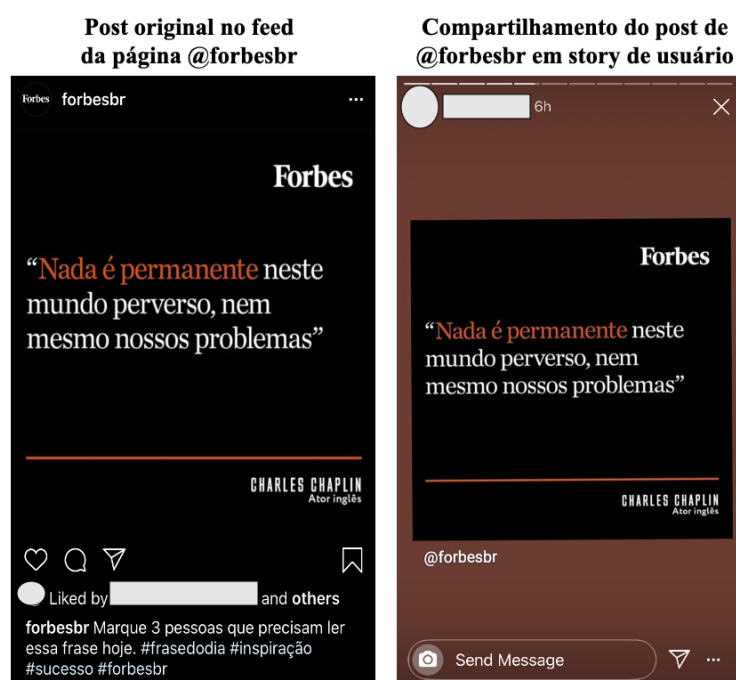 Post original no feed
da página @forbesbr
Forbes forbesbr
Forbes
“Nada é permanente neste
mundo perverso, nem
mesmo nossos problemas”
CHARLES CHAPLIN
Ator inglês
Liked by and others
forbesbr Marque 3 pessoas que precisam ler
essa frase hoje. #frasedodia #inspiração
#sucesso #forbesbr
Compartilhamento do post de
@forbesbr em story de usuário
6h
Forbes
“Nada é permanente neste
mundo perverso, nem
mesmo nossos problemas”
CHARLES CHAPLIN
Ator inglês
@forbesbr
Send Message